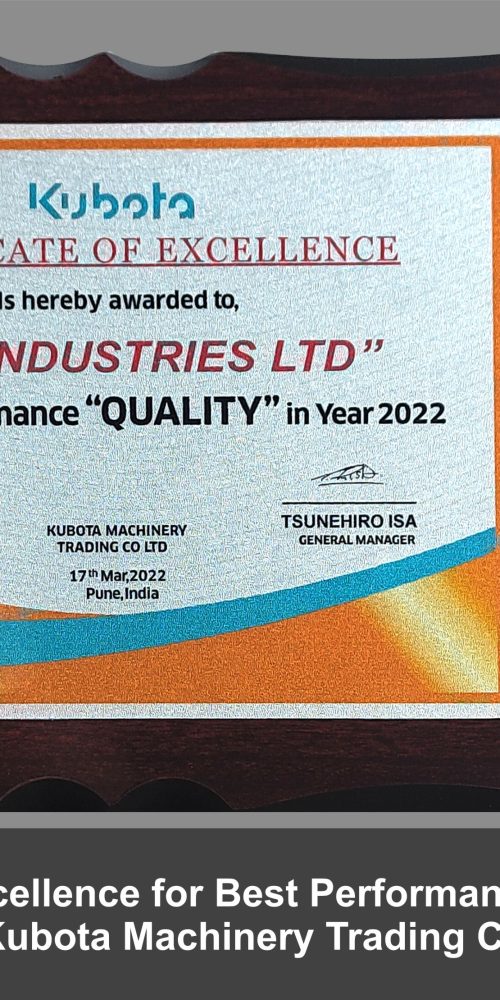 Kubota
CATE OF EXCELLENCE
Is hereby awarded to,
NDUSTRIES LTD”
mance “QUALITY” in Year 2022
TSUNEHIRO ISA
GENERAL MANAGER
KUBOTA MACHINERY
TRADING CO LTD
17th Mar,2022
Pune,India
cellence for Best Performan
Kubota Machinery Trading C